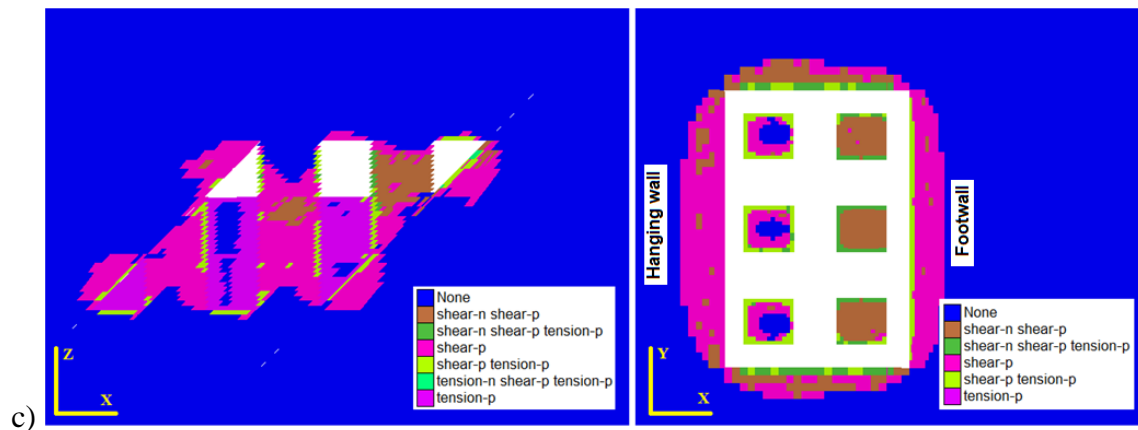 None
shear-n shear-p
shear-n shear-p tension-p
shear-p
shear-p tension-p
tension-n shear-p tension-p
tension-p
Z
X
c)
Hanging wall
Footwall
None
shear-n shear-p
shear-n shear-p tension-p
shear-p
shear-p tension-p
tension-p
Y
X